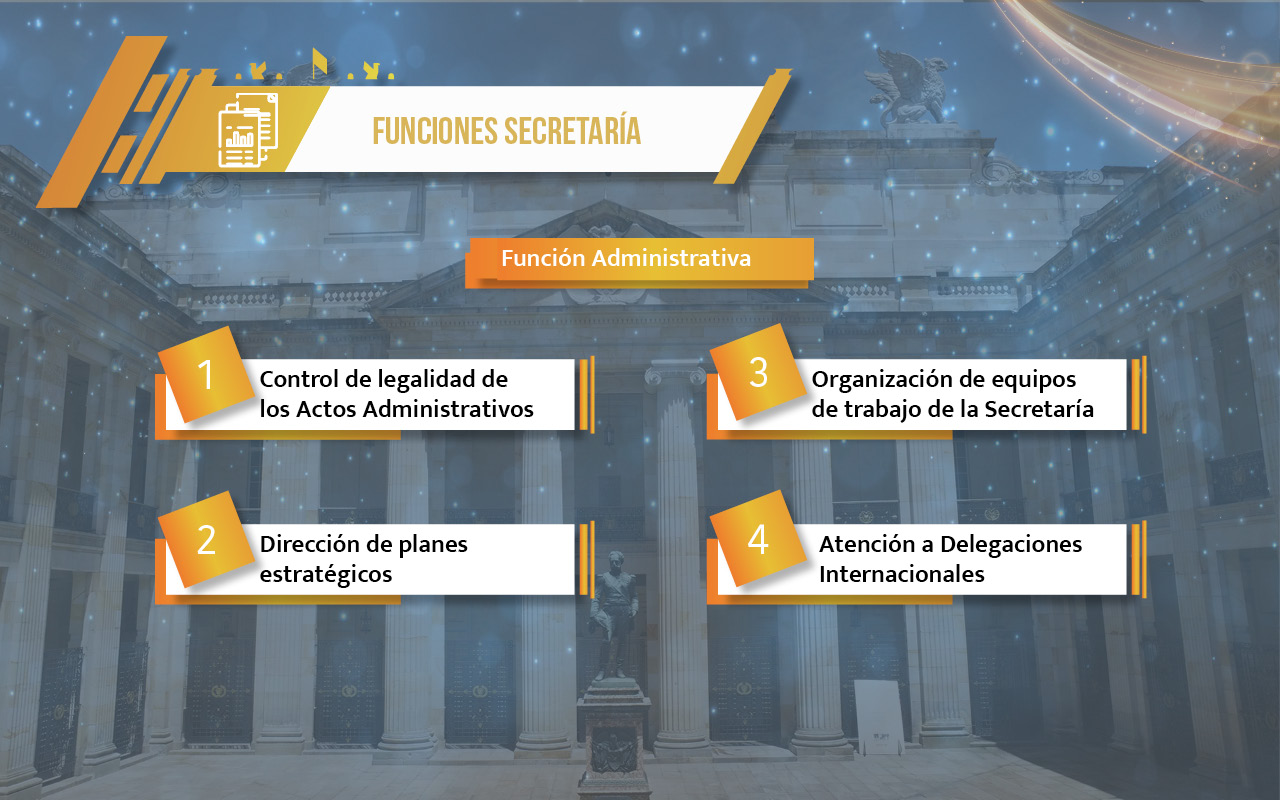 FUNCIONES SECRETARÍA
Función Administrativa
1
Control de legalidad de
los Actos Administrativos
2
Dirección de planes
estratégicos
3
Organización de equipos
de trabajo de la Secretaría
4
Atención a Delegaciones
Internacionales